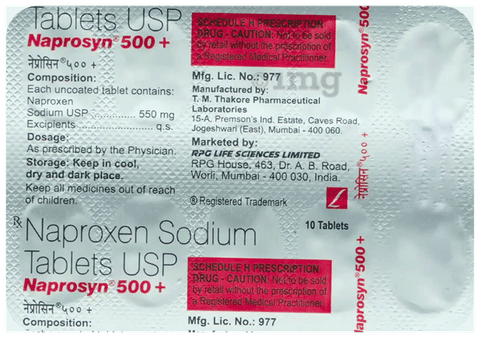 Tablets USP
Naprosyn® 500 +
नेप्रोसिन® ५०० +
Composition:
Each uncoated tablet contains:
Naproxen
Sodium USP ............... 550 mg
Excipients ..................... q.s.
Dosage:
As prescribed by the Physician.
Storage: Keep in cool,
dry and dark place.
Keep all medicines out of reach
of children.
SCHEDULE H PRESCRIPTION
DRUG - CAUTION: Not to be sold
by retail without the prescription of
a Registered Medical Practitioner.
Mfg. Lic. No.: 977
1mg
Manufactured by:
T. M. Thakore Pharmaceutical
Laboratories
15-A, Premson's Ind. Estate, Caves Road,
Jogeshwari (East), Mumbai - 400 060.
Marketed by:
RPG LIFE SCIENCES LIMITED
RPG House, 463, Dr. A. B. Road,
Worli, Mumbai - 400 030, India.
® Registered Trademark
10 Tablets
Naprosyn® 500
नेप्रोसिन® ५०० +
Naprosyn® 500 +
नेप्रोसिन® ५०० +
Rx Naproxen Sodium
Tablets USP
Naprosyn® 500 +
नेप्रोसिन® ५०० +
Composition:
SCHEDULE H PRESCRIPTION
DRUG - CAUTION: Not to be sold
by retail without the prescription of
a Registered Medical Practitioner.
Mfg. Lic. No.: 977